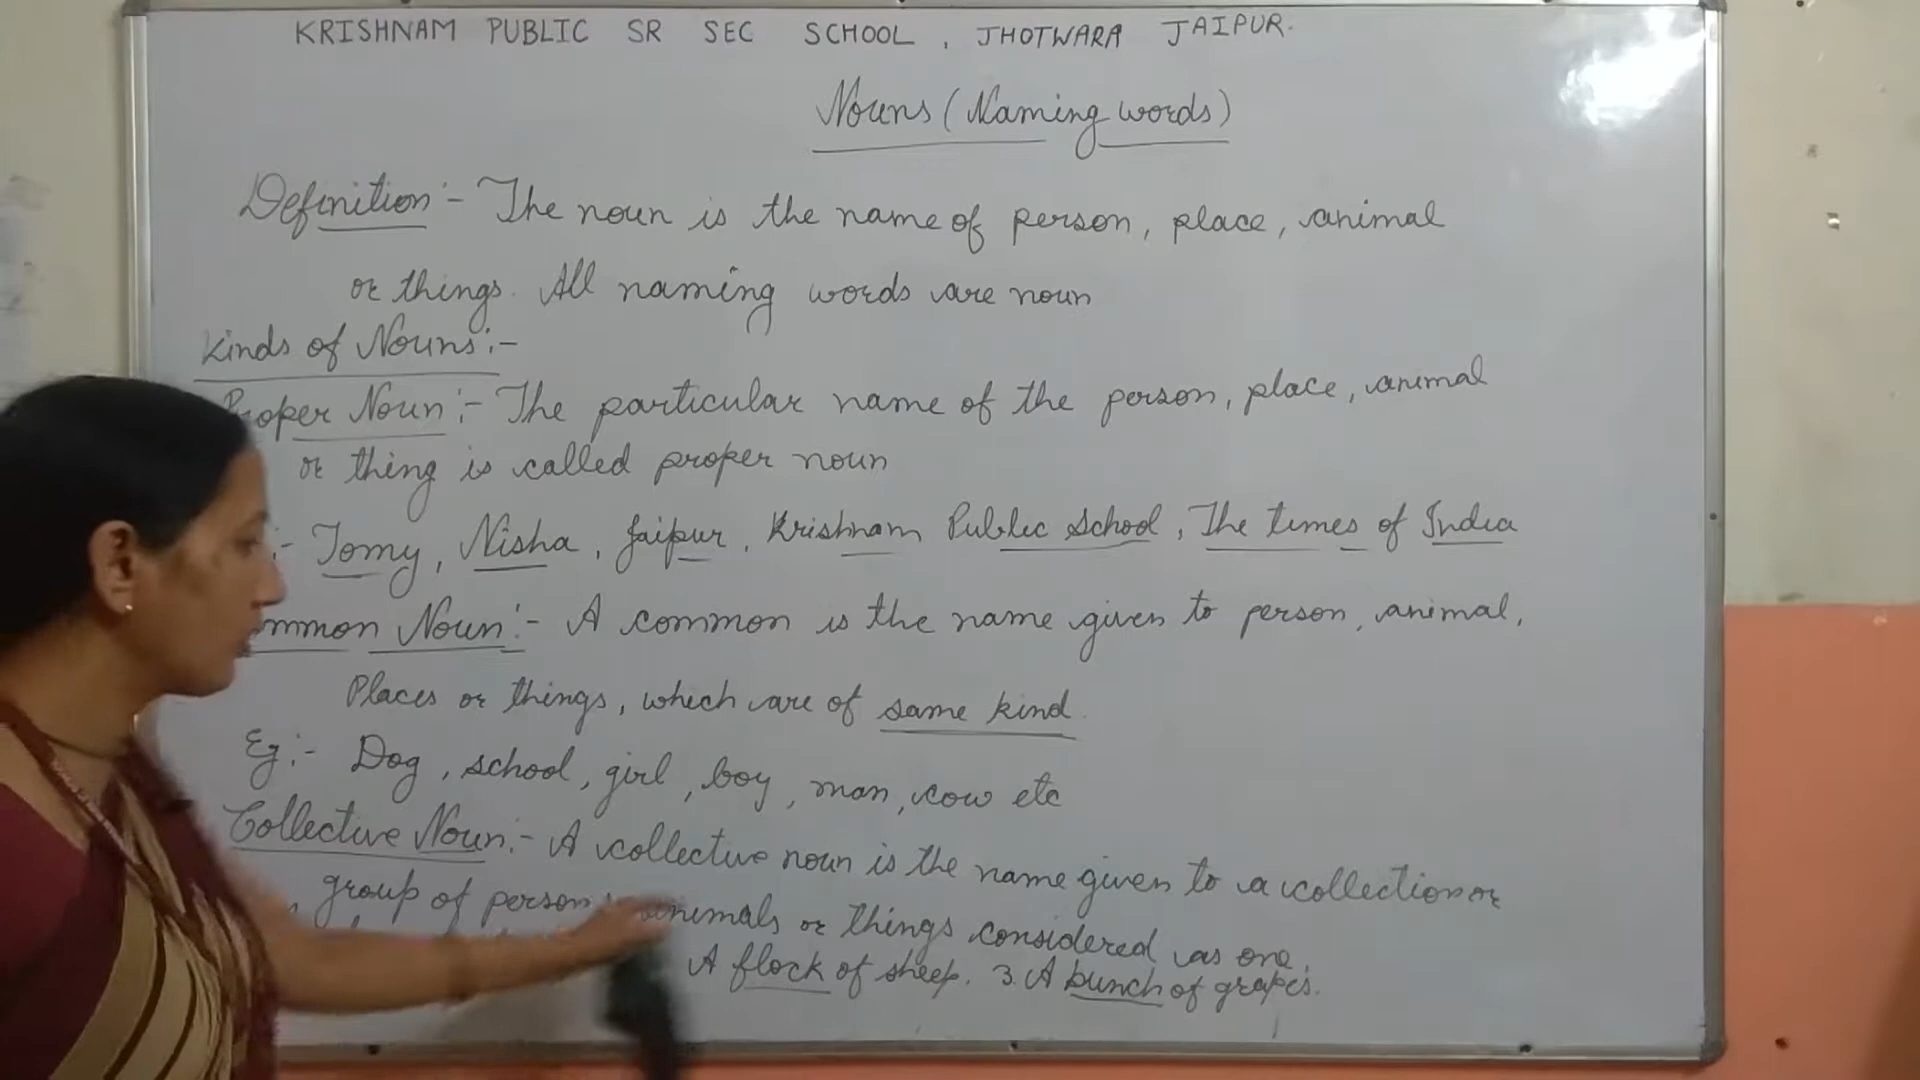 KRISHNAM PUBLIC SR SEC SCHOOL, JHOTWARA JAIPUR.
Nouns (Naming words)
Definition:- The noun is the name of person, place, animal
or things. All naming words are noun
Kinds of Nouns:-
Proper Noun:- The particular name of the person, place, animal
or thing is called proper noun
:- Tomy, Nisha, Jaipur, Krishnam Public School, The times of India
ommon Noun:- A common is the name given to person, animal,
Places or things, which are of same kind.
Eg:- Dog, school, girl, boy, man, cow etc
Collective Noun:- A collective noun is the name given to a collection or
group of person animals or things considered as one.
A flock of sheep. 3. A bunch of grapes.